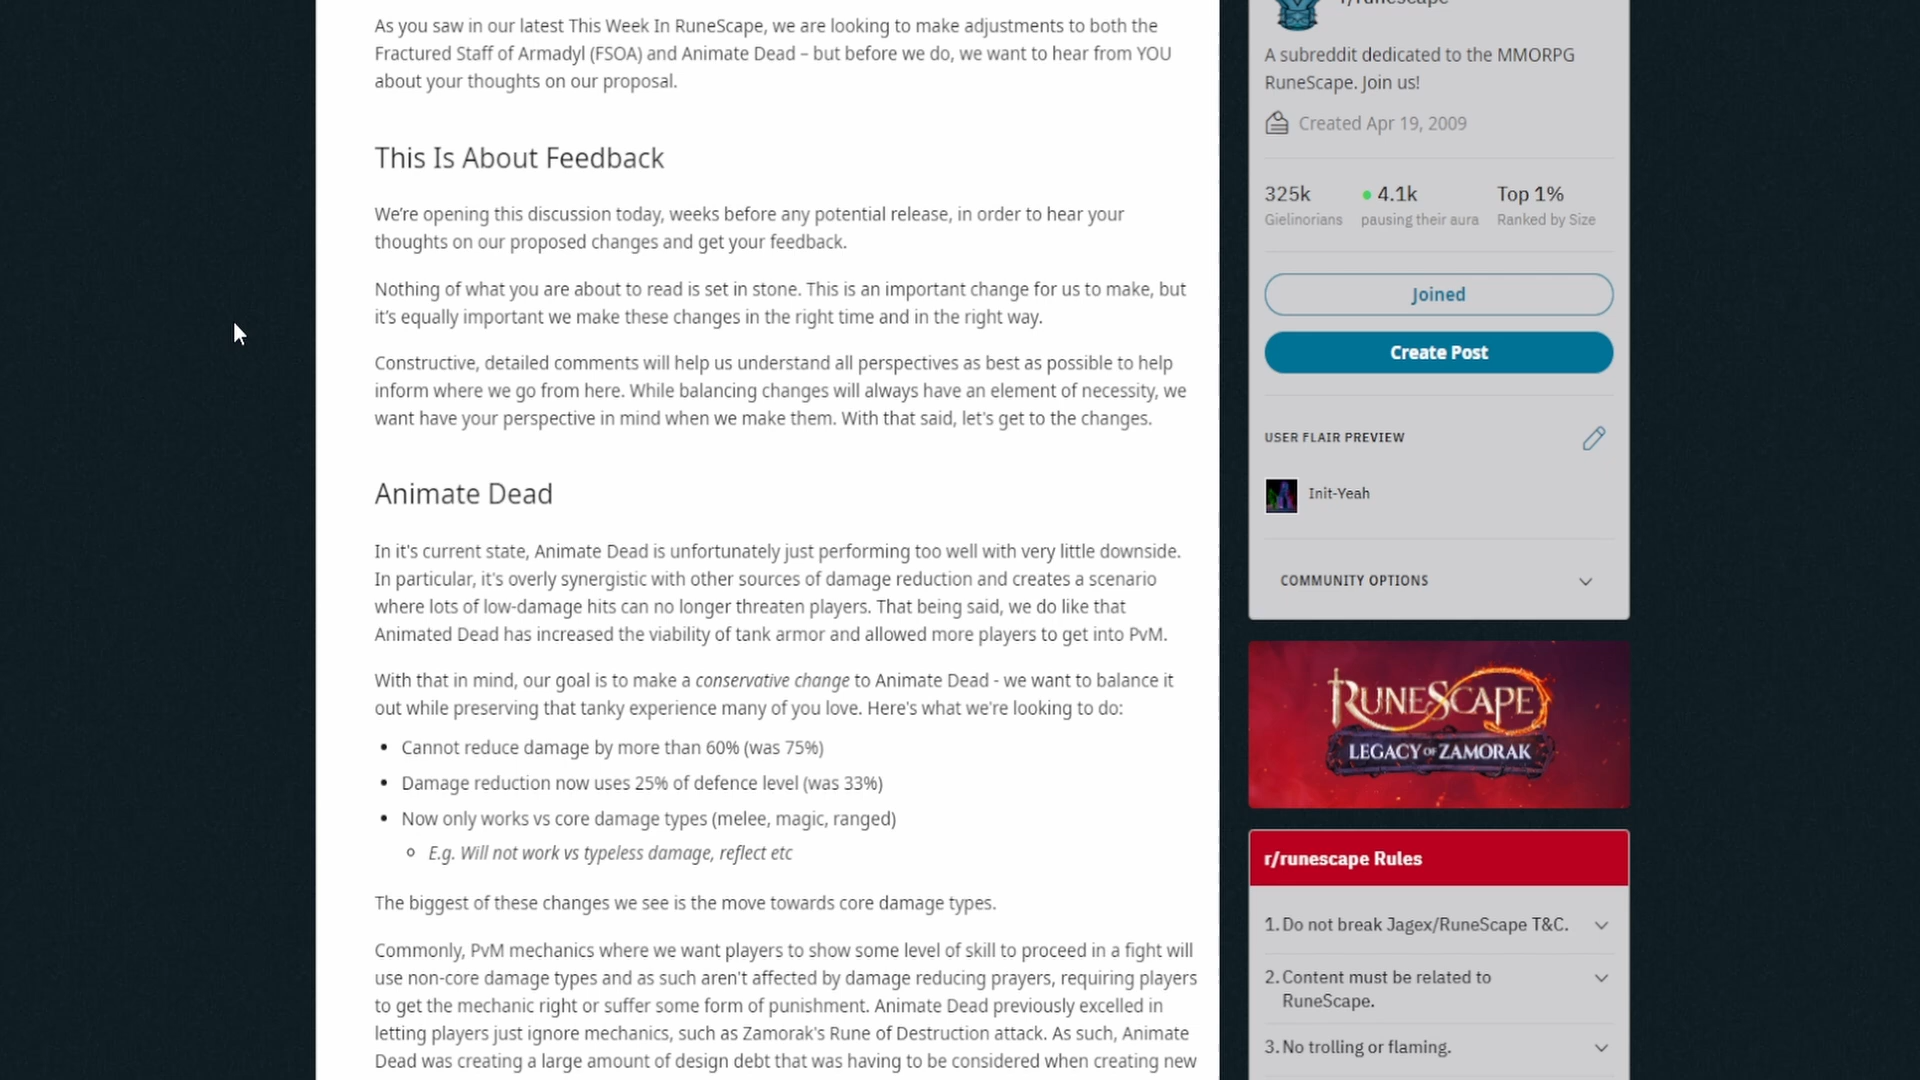 As you saw in our latest This Week In RuneScape, we are looking to make adjustments to both the
Fractured Staff of Armadyl (FSOA) and Animate Dead – but before we do, we want to hear from YOU
about your thoughts on our proposal.
This Is About Feedback
We’re opening this discussion today, weeks before any potential release, in order to hear your
thoughts on our proposed changes and get your feedback.
Nothing of what you are about to read is set in stone. This is an important change for us to make, but
it’s equally important we make these changes in the right time and in the right way.
Constructive, detailed comments will help us understand all perspectives as best as possible to help
inform where we go from here. While balancing changes will always have an element of necessity, we
want have your perspective in mind when we make them. With that said, let's get to the changes.
Animate Dead
In it's current state, Animate Dead is unfortunately just performing too well with very little downside.
In particular, it's overly synergistic with other sources of damage reduction and creates a scenario
where lots of low-damage hits can no longer threaten players. That being said, we do like that
Animated Dead has increased the viability of tank armor and allowed more players to get into PvM.
With that in mind, our goal is to make a conservative change to Animate Dead - we want to balance it
out while preserving that tanky experience many of you love. Here's what we're looking to do:
• Cannot reduce damage by more than 60% (was 75%)
• Damage reduction now uses 25% of defence level (was 33%)
• Now only works vs core damage types (melee, magic, ranged)
E.g. Will not work vs typeless damage, reflect etc
The biggest of these changes we see is the move towards core damage types.
Commonly, PvM mechanics where we want players to show some level of skill to proceed in a fight will
use non-core damage types and as such aren't affected by damage reducing prayers, requiring players
to get the mechanic right or suffer some form of punishment. Animate Dead previously excelled in
letting players just ignore mechanics, such as Zamorak's Rune of Destruction attack. As such, Animate
Dead was creating a large amount of design debt that was having to be considered when creating new
r/runescape
A subreddit dedicated to the MMORPG
RuneScape. Join us!
Created Apr 19, 2009
325k 4.1k Top 1%
Gielinorians pausing their aura Ranked by Size
Joined
Create Post
USER FLAIR PREVIEW
Init-Yeah
COMMUNITY OPTIONS
RUNESCAPE
LEGACY OF ZAMORAK
r/runescape Rules
1. Do not break Jagex/RuneScape T&C.
2. Content must be related to
RuneScape.
3. No trolling or flaming.